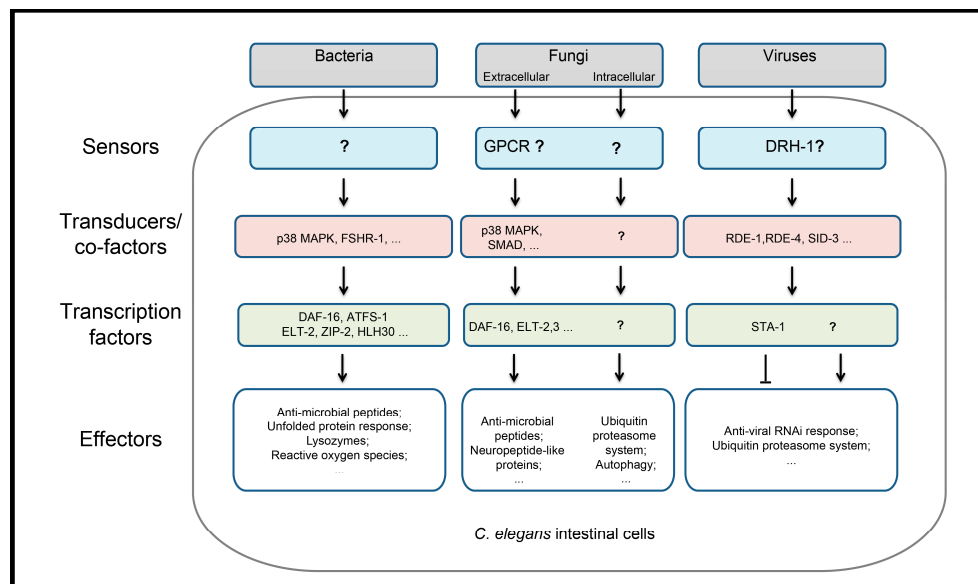 Bacteria
Fungi
Extracellular Intracellular
Viruses
Sensors
?
GPCR ? ?
DRH-1?
Transducers/
co-factors
p38 MAPK, FSHR-1, ...
p38 MAPK,
SMAD, ...
?
RDE-1,RDE-4, SID-3 ...
Transcription
factors
DAF-16, ATFS-1
ELT-2, ZIP-2, HLH30 ...
DAF-16, ELT-2,3 ... ?
STA-1 ?
Effectors
Anti-microbial peptides;
Unfolded protein response;
Lysozymes;
Reactive oxygen species;
...
Anti-microbial
peptides;
Neuropeptide-like
proteins;
...
Ubiquitin
proteasome
system;
Autophagy;
...
Anti-viral RNAi response;
Ubiquitin proteasome system;
...
C. elegans intestinal cells